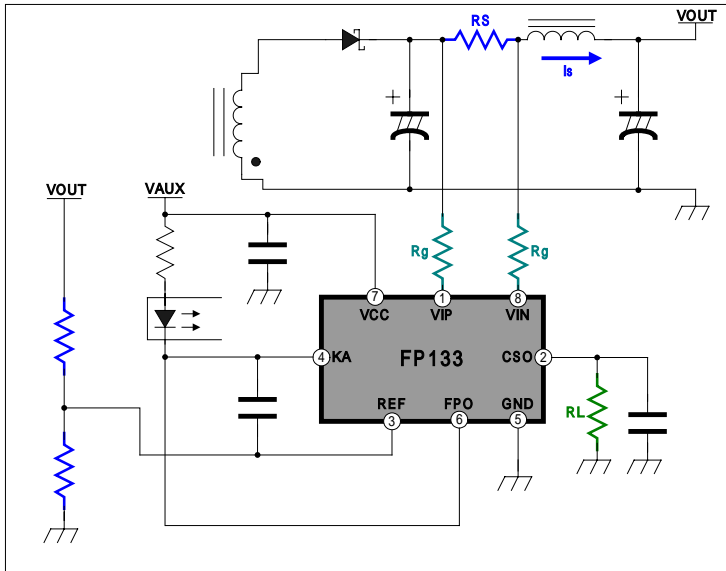 VOUT
RS
Is
+
+
VOUT
VAUX
Rg
Rg
7
1
8
VCC
VIP
VIN
4
KA
FP133
CSO
2
REF
FPO
GND
3
6
5
RL